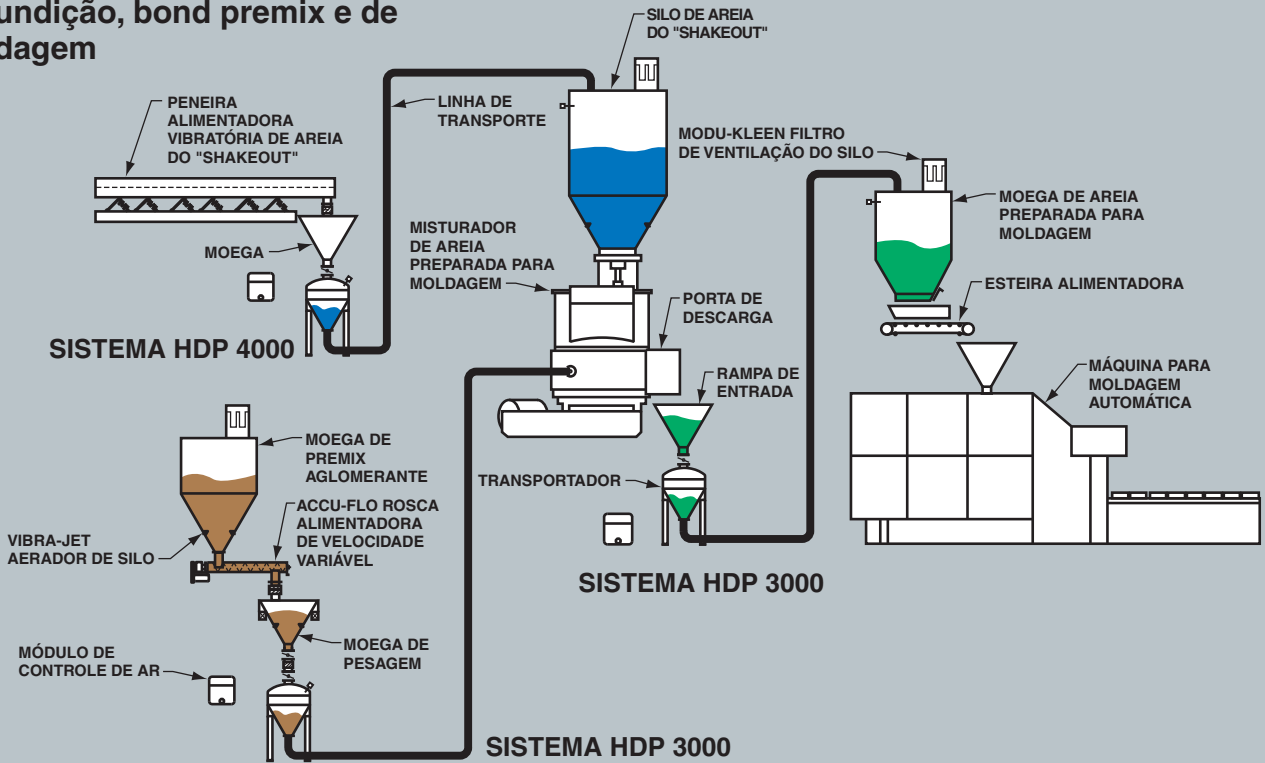 undição, bond premix e de
dagem
SILO DE AREIA
DO "SHAKEOUT"
PENEIRA
ALIMENTADORA
VIBRATÓRIA DE AREIA
DO "SHAKEOUT"
LINHA DE
TRANSPORTE
MODU-KLEEN FILTRO
DE VENTILAÇÃO DO SILO
MOEGA DE AREIA
PREPARADA PARA
MOLDAGEM
MOEGA
MISTURADOR
DE AREIA
PREPARADA PARA
MOLDAGEM
ESTEIRA ALIMENTADORA
PORTA DE
DESCARGA
SISTEMA HDP 4000
RAMPA DE
ENTRADA
MÁQUINA PARA
MOLDAGEM
AUTOMÁTICA
MOEGA DE
PREMIX
AGLOMERANTE
TRANSPORTADOR
ACCU-FLO ROSCA
ALIMENTADORA
DE VELOCIDADE
VARIÁVEL
VIBRA-JET
AERADOR DE SILO
SISTEMA HDP 3000
MOEGA DE
PESAGEM
MÓDULO DE
CONTROLE DE AR
SISTEMA HDP 3000